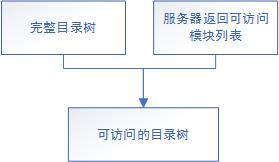 完整目录树
服务器返回可访问
模块列表
可访问的目录树